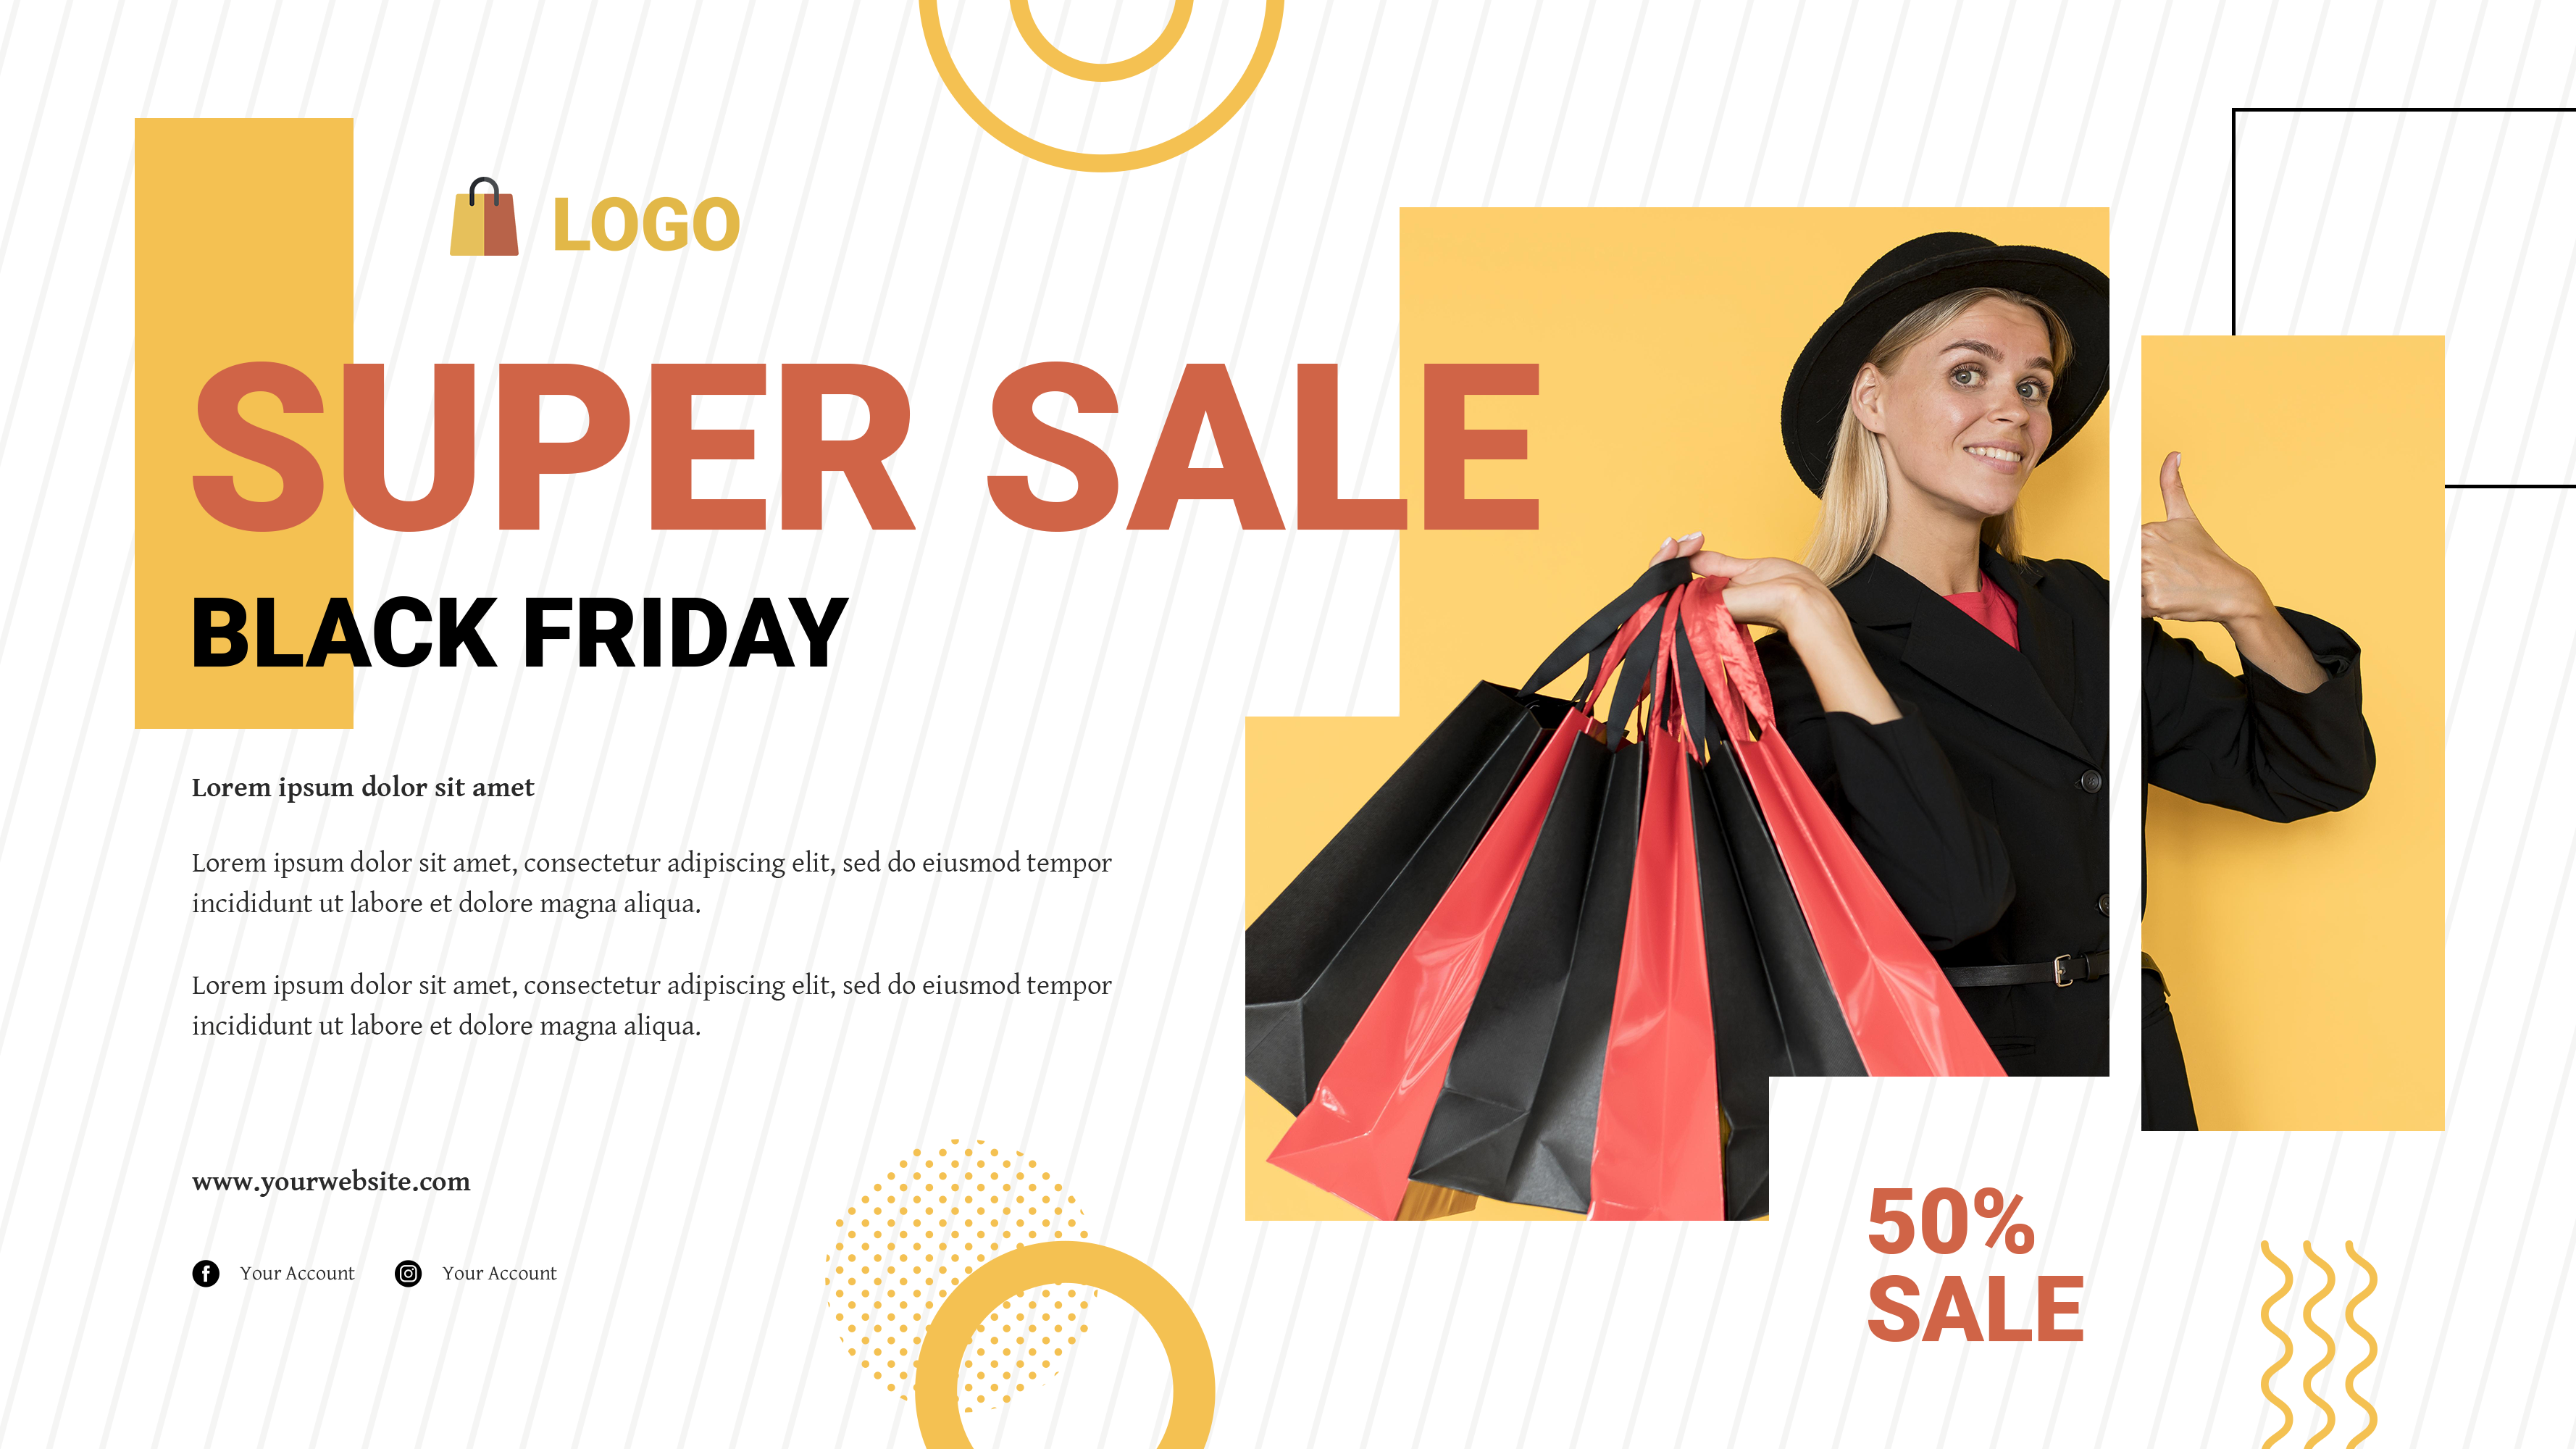 LOGO
SUPER SALE
BLACK FRIDAY
Lorem ipsum dolor sit amet
Lorem ipsum dolor sit amet, consectetur adipiscing elit, sed do eiusmod tempor
incididunt ut labore et dolore magna aliqua.
Lorem ipsum dolor sit amet, consectetur adipiscing elit, sed do eiusmod tempor
incididunt ut labore et dolore magna aliqua.
www.yourwebsite.com
Your Account Your Account
50%
SALE